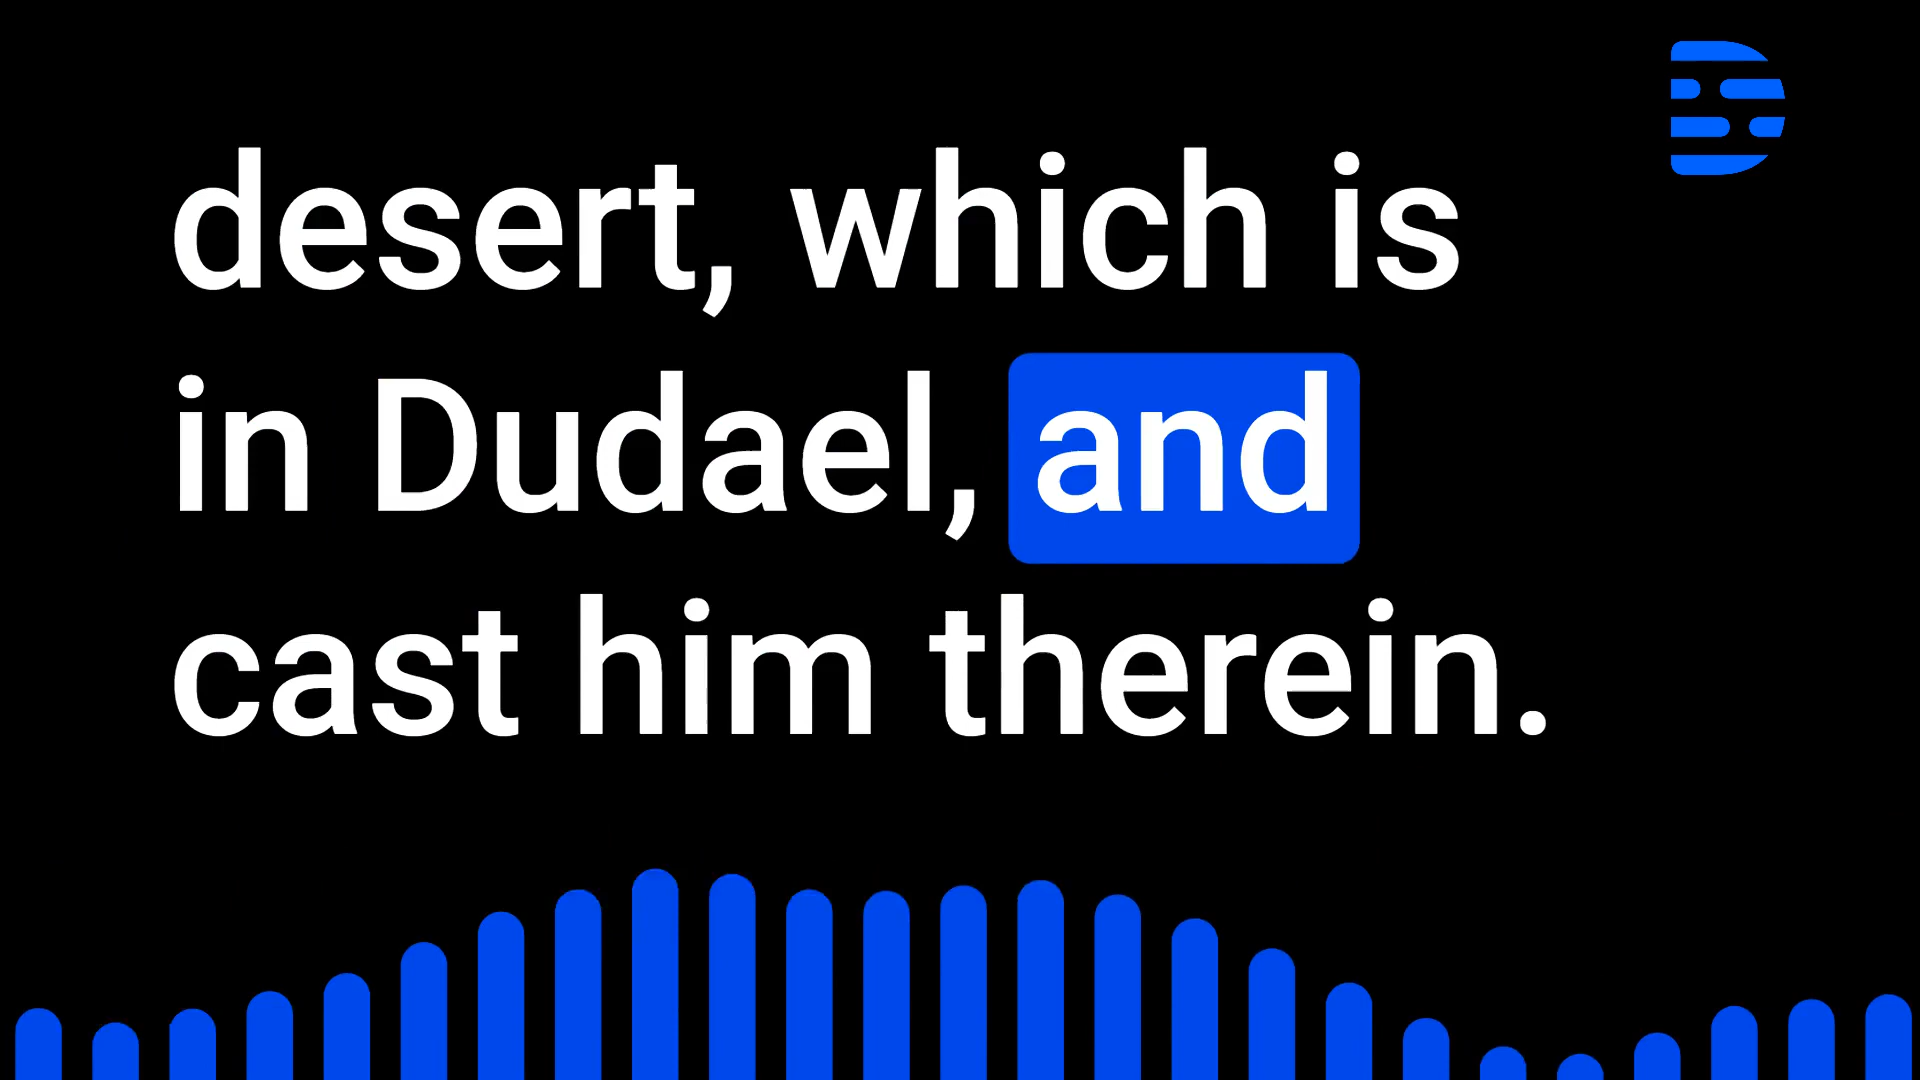 desert, which is
in Dudael, and
cast him therein.